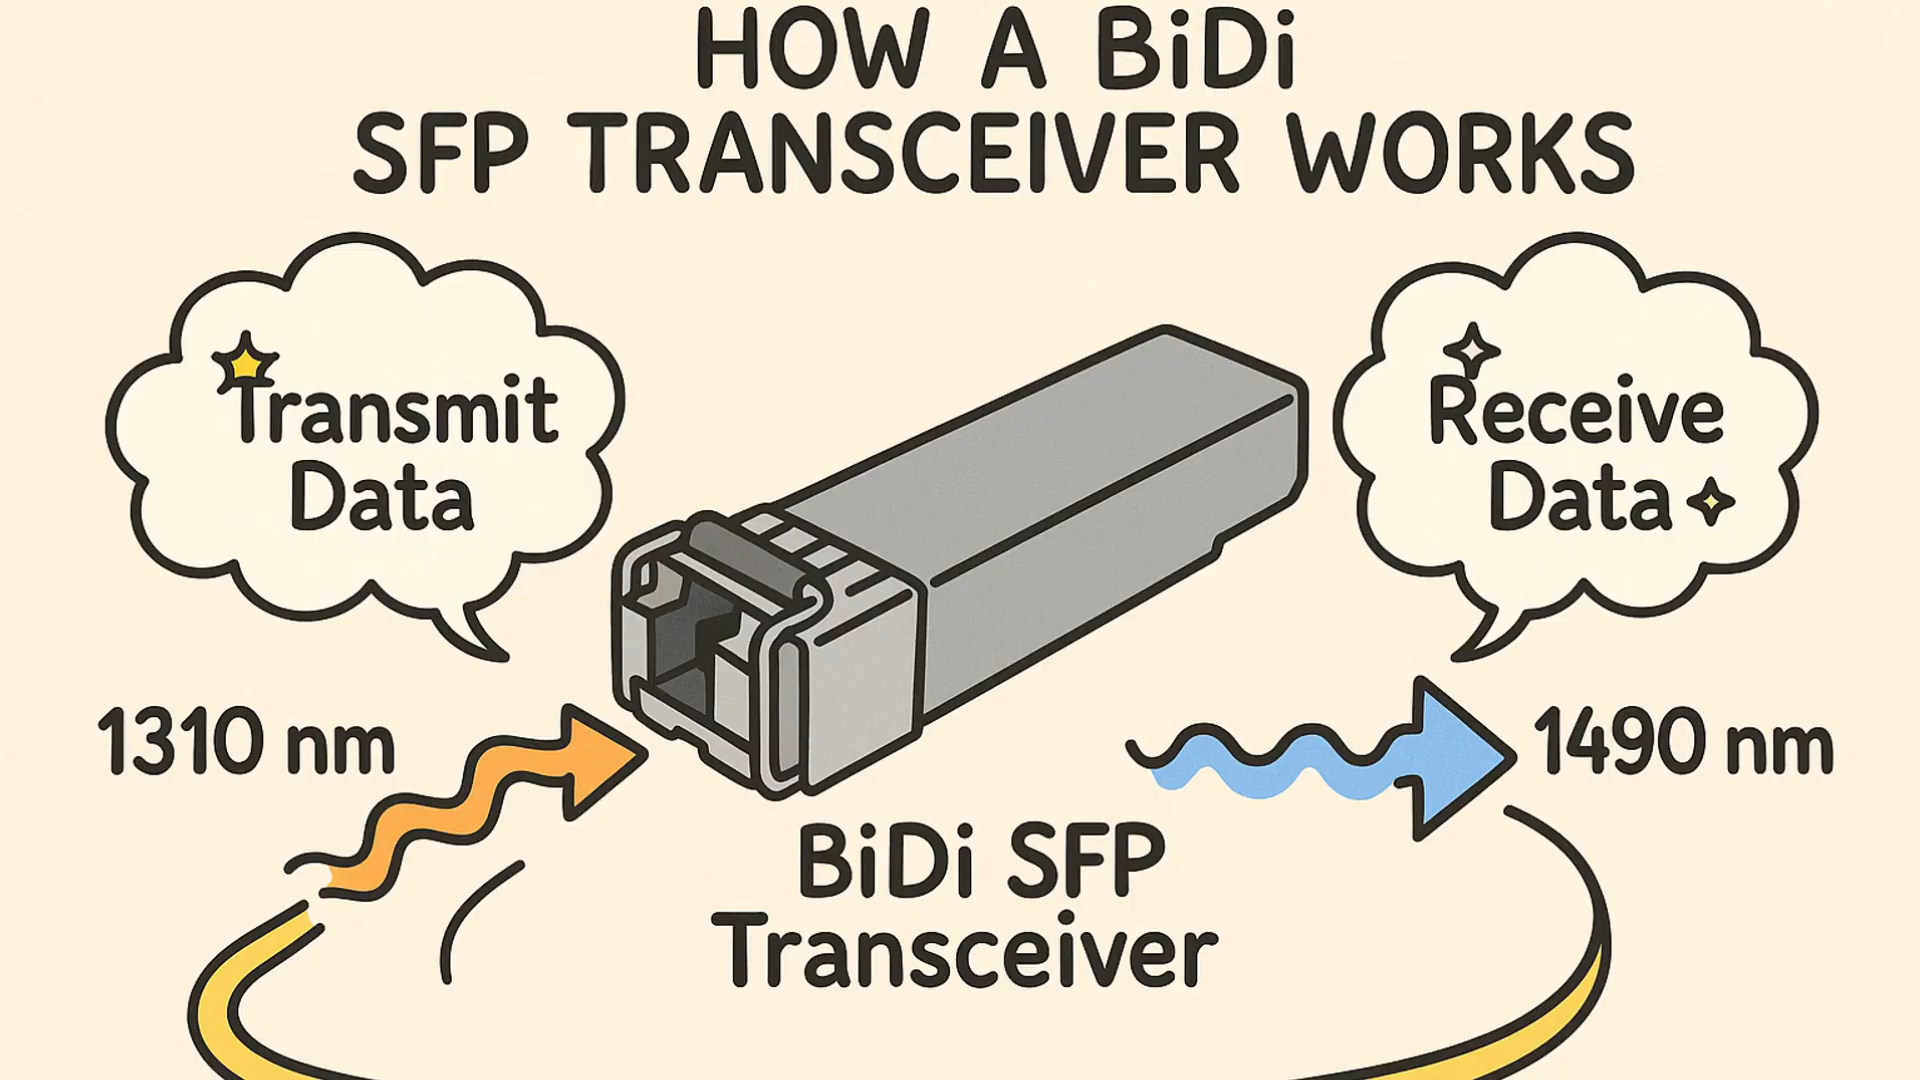 HOW A BiDi
SFP TRANSCEIVER WORKS
Transmit
Data
Receive
Data
1310 nm
1490 nm
BiDi SFP
Transceiver